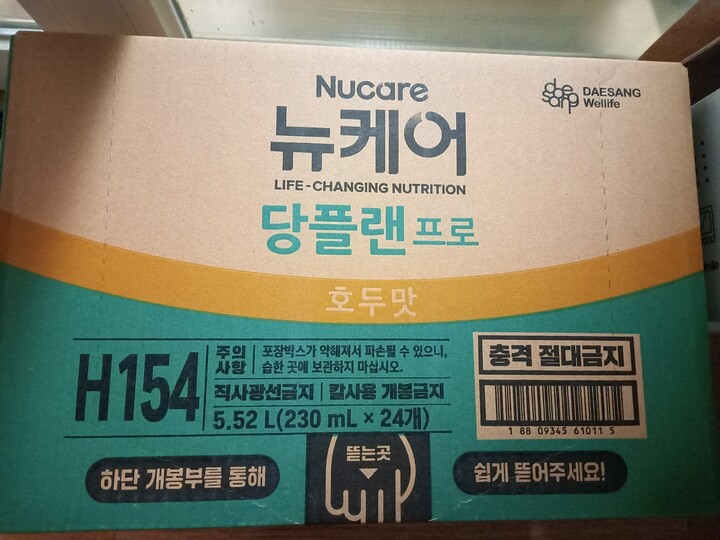 Nucare
뉴케어
LIFE-CHANGING NUTRITION
DAESANG
Wellife
당플랜 프로
호두맛
H154
주의
사항
포장박스가 약해져서 파손될 수 있으니,
습한 곳에 보관하지 마십시오.
직사광선금지 | 칼사용 개봉금지
5.52 L(230 mL × 24개)
충격 절대금지
1 88 09345 61011 5
하단 개봉부를 통해
뜯는곳
쉽게 뜯어주세요!